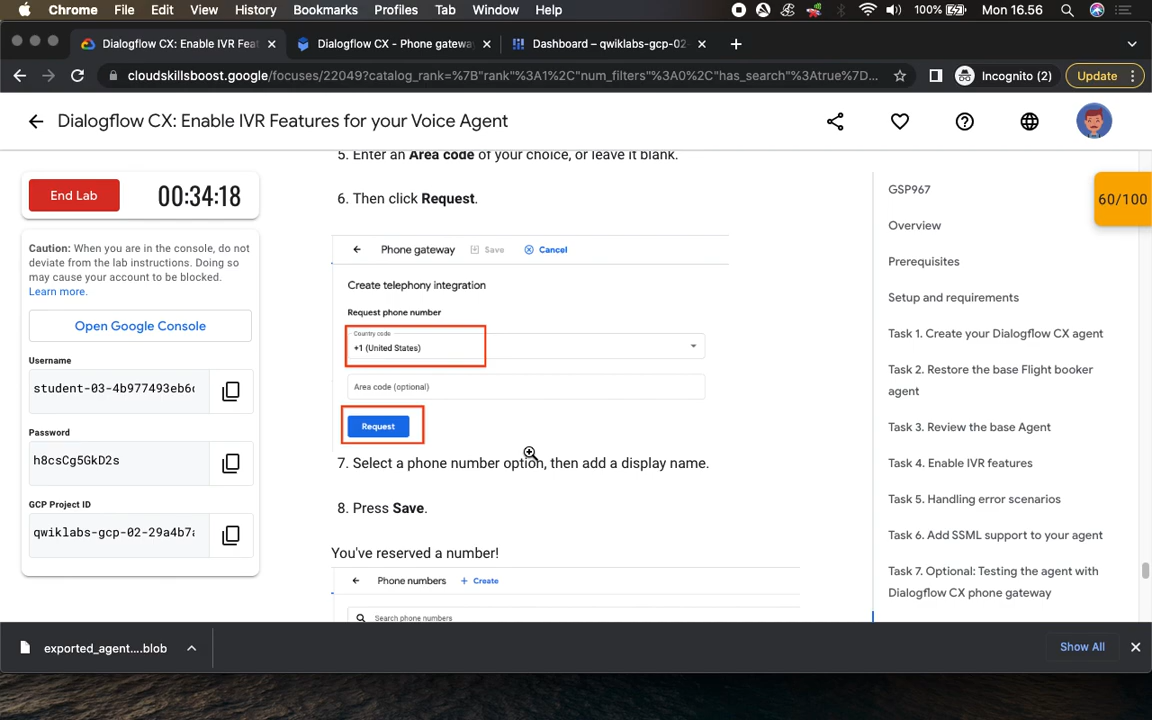 Chrome File Edit View History Bookmarks Profiles Tab Window Help 100% Mon 16.56
Dialogflow CX: Enable IVR Feat
Dialogflow CX - Phone gateway
Dashboard – qwiklabs-gcp-02-
cloudskillsboost.google/focuses/22049?catalog_rank=%7B"rank"%3A1%2C"num_filters"%3A0%2C"has_search"%3Atrue%7D...
Incognito (2)
Update
Dialogflow CX: Enable IVR Features for your Voice Agent
End Lab
00:34:18
Caution: When you are in the console, do not
deviate from the lab instructions. Doing so
may cause your account to be blocked.
Learn more.
Open Google Console
Username
student-03-4b977493eb6
Password
h8csCg5GkD2s
GCP Project ID
qwiklabs-gcp-02-29a4b7
5. Enter an Area code of your choice, or leave it blank.
6. Then click Request.
Phone gateway Save Cancel
Create telephony integration
Request phone number
Country code
+1 (United States)
Area code (optional)
Request
7. Select a phone number option, then add a display name.
8. Press Save.
You've reserved a number!
Phone numbers + Create
Search phone numbers
GSP967
60/100
Overview
Prerequisites
Setup and requirements
Task 1. Create your Dialogflow CX agent
Task 2. Restore the base Flight booker
agent
Task 3. Review the base Agent
Task 4. Enable IVR features
Task 5. Handling error scenarios
Task 6. Add SSML support to your agent
Task 7. Optional: Testing the agent with
Dialogflow CX phone gateway
exported_agent....blob
Show All